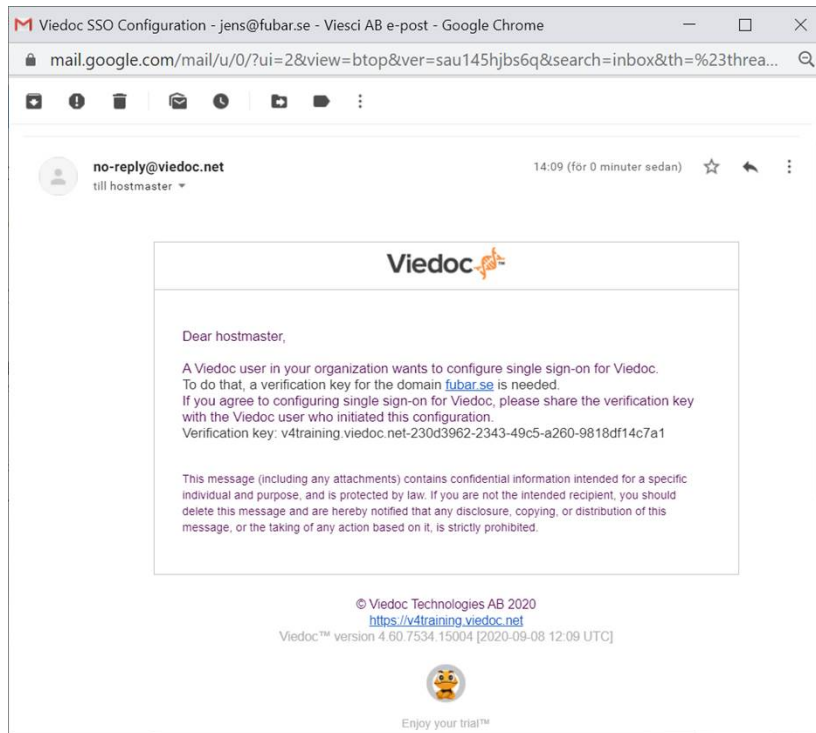 Viedoc SSO Configuration - jens@fubar.se - Viesci AB e-post - Google Chrome
mail.google.com/mail/u/0/?ui=2&view=btop&ver=sau145hjbs6q&search=inbox&th=%23threa...
no-reply@viedoc.net
14:09 (för 0 minuter sedan)
till hostmaster
Viedoc™
Dear hostmaster,
A Viedoc user in your organization wants to configure single sign-on for Viedoc.
To do that, a verification key for the domain fubar.se is needed.
If you agree to configuring single sign-on for Viedoc, please share the verification key
with the Viedoc user who initiated this configuration.
Verification key: v4training.viedoc.net-230d3962-2343-49c5-a260-9818df14c7a1
This message (including any attachments) contains confidential information intended for a specific
individual and purpose, and is protected by law. If you are not the intended recipient, you should
delete this message and are hereby notified that any disclosure, copying, or distribution of this
message, or the taking of any action based on it, is strictly prohibited.
© Viedoc Technologies AB 2020
https://v4training.viedoc.net
Viedoc™ version 4.60.7534.15004 [2020-09-08 12:09 UTC]
Enjoy your trial™